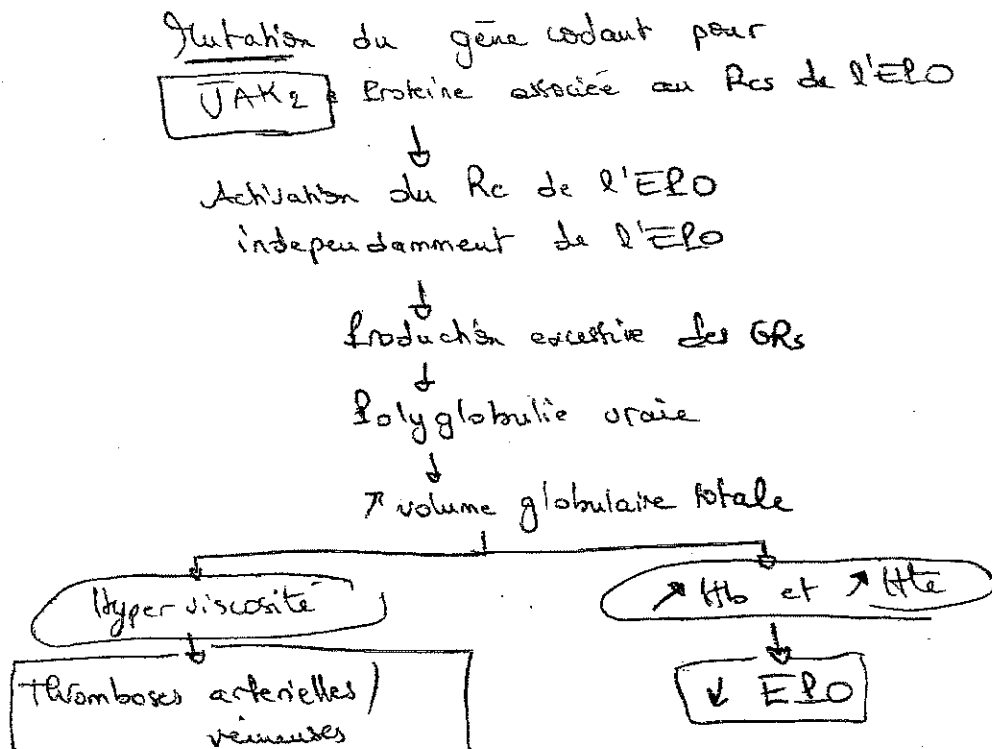 Mutation du gène codant pour
JAK2 : Proteine associée au Rcs de l'EPO
↓
Activation du Rc de l'EPO
independamment de l'EPO
↓
Production excessive des GRs
↓
Polyglobulie vraie
↓
↗ volume globulaire totale
Hyperviscosité
↗ Hb et ↗ Hte
↓
↓
Thromboses arterielles /
veineuses
↓ EPO